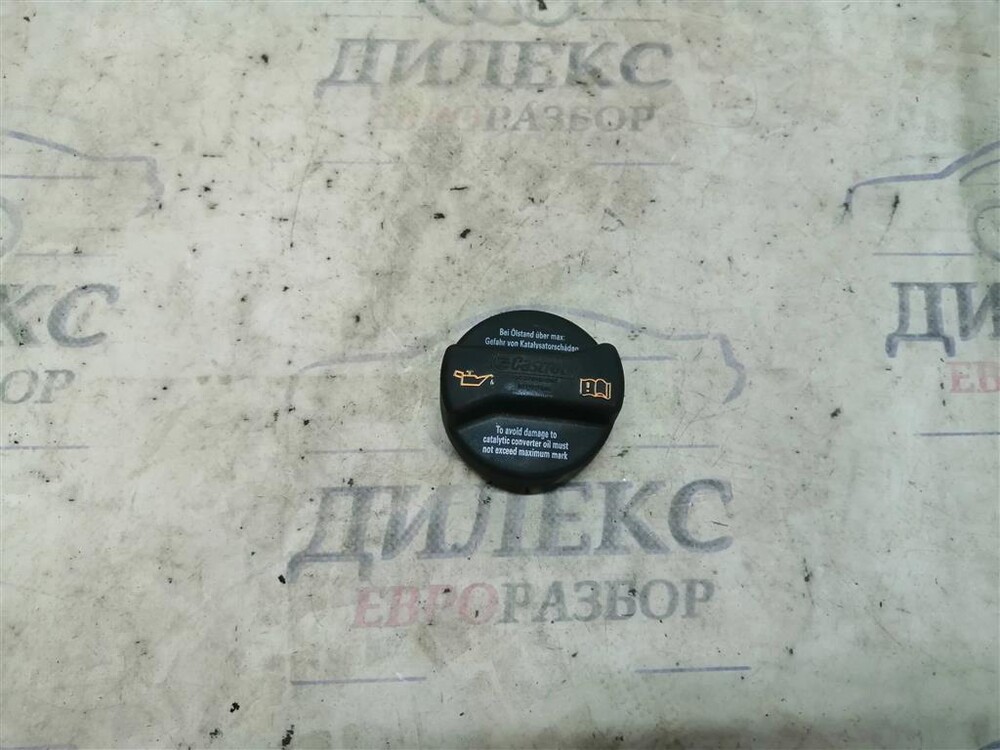 ДИЛЕКС
ЕВРОРАЗБОР
КС
ДИ
ОР
ЕВ
Bei Ölstand über max:
Gefahr von Katalysatorschäden
Castrol
To avoid damage to
catalytic converter oil must
not exceed maximum mark
ДИЛЕКС
ЕВРОРАЗБОР